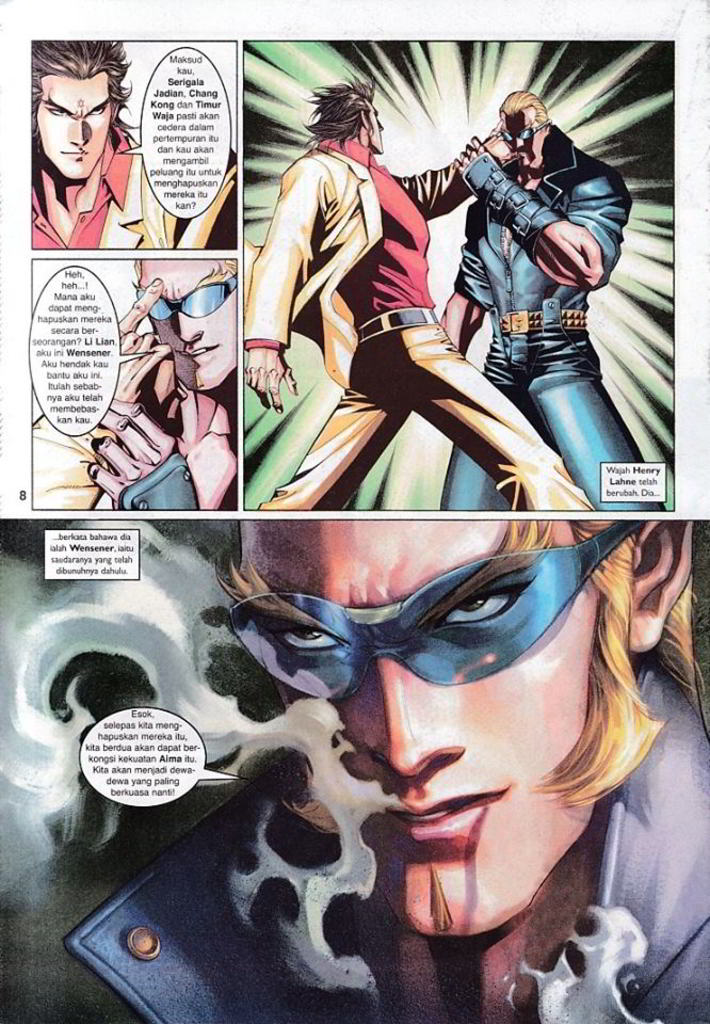 Maksud
kau,
Serigala
Jadian, Chang
Kong dan Timur
Waja pasti akan
cedera dalam
pertempuran itu
dan kau akan
mengambil
peluang itu untuk
menghapuskan
mereka itu
kan?
Heh,
heh...!
Mana aku
dapat meng-
hapuskan mereka
secara ber-
seorangan? Li Lian,
aku ini Wensener.
Aku hendak kau
bantu aku ini.
Itulah sebab-
nya aku telah
membebas-
kan kau.
Wajah Henry
Lahne telah
berubah. Dia...
8
...berkata bahawa dia
ialah Wensener, iaitu
saudaranya yang telah
dibunuhnya dahulu.
Esok,
selepas kita meng-
hapuskan mereka itu,
kita berdua akan dapat ber-
kongsi kekuatan Aima itu.
Kita akan menjadi dewa-
dewa yang paling
berkuasa nanti!